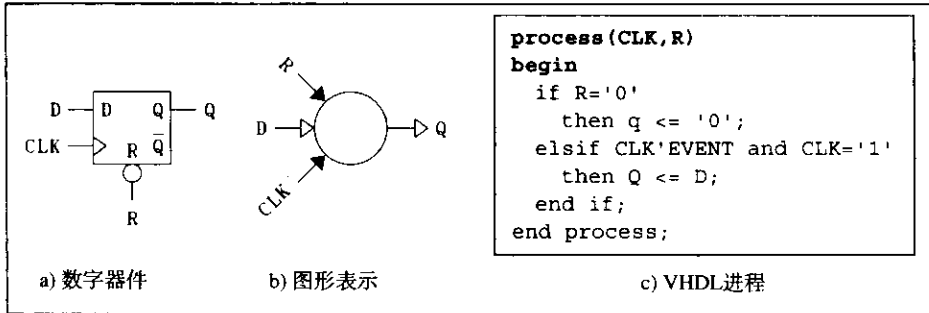 D D Q Q
CLK R Q̅
R
a) 数字器件
R
D Q
CLK
b) 图形表示
process(CLK,R)
begin
if R='0'
then q <= '0';
elsif CLK'EVENT and CLK='1'
then Q <= D;
end if;
end process;
c) VHDL进程